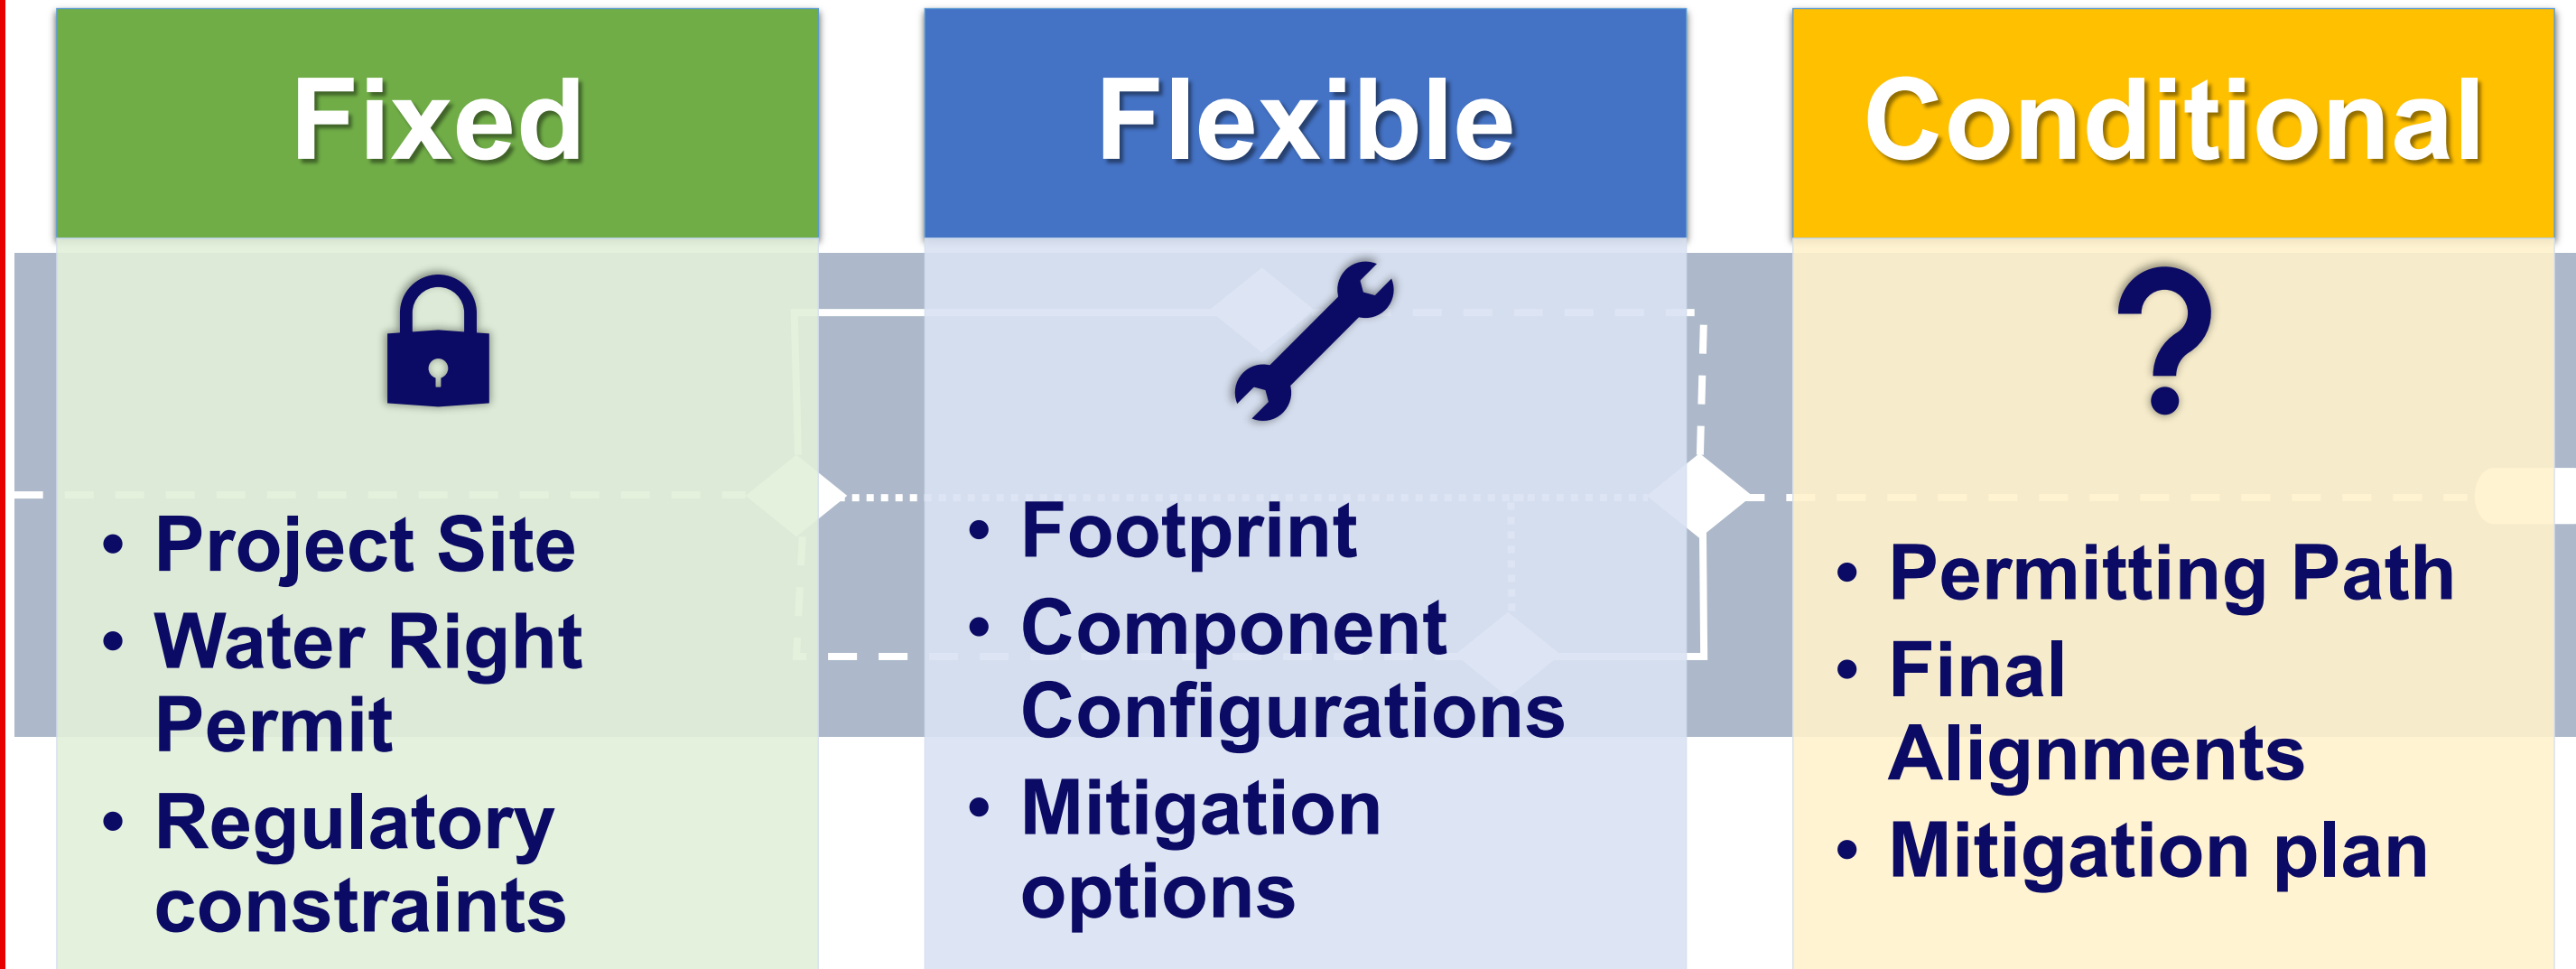 Fixed
• Project Site
• Water Right
Permit
• Regulatory
constraints
Flexible
• Footprint
• Component
Configurations
• Mitigation
options
Conditional
• Permitting Path
• Final
Alignments
• Mitigation plan